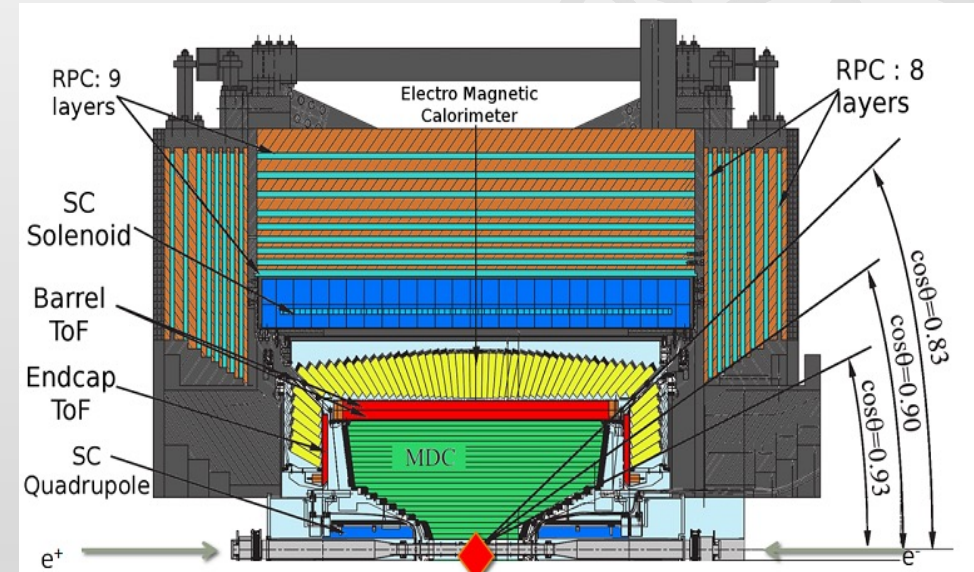 RPC: 9
layers
Electro Magnetic
Calorimeter
RPC : 8
layers
SC
Solenoid
Barrel
ToF
Endcap
ToF
SC
Quadrupole
MDC
cosθ=0.83
cosθ=0.90
cosθ=0.93
e+
e-